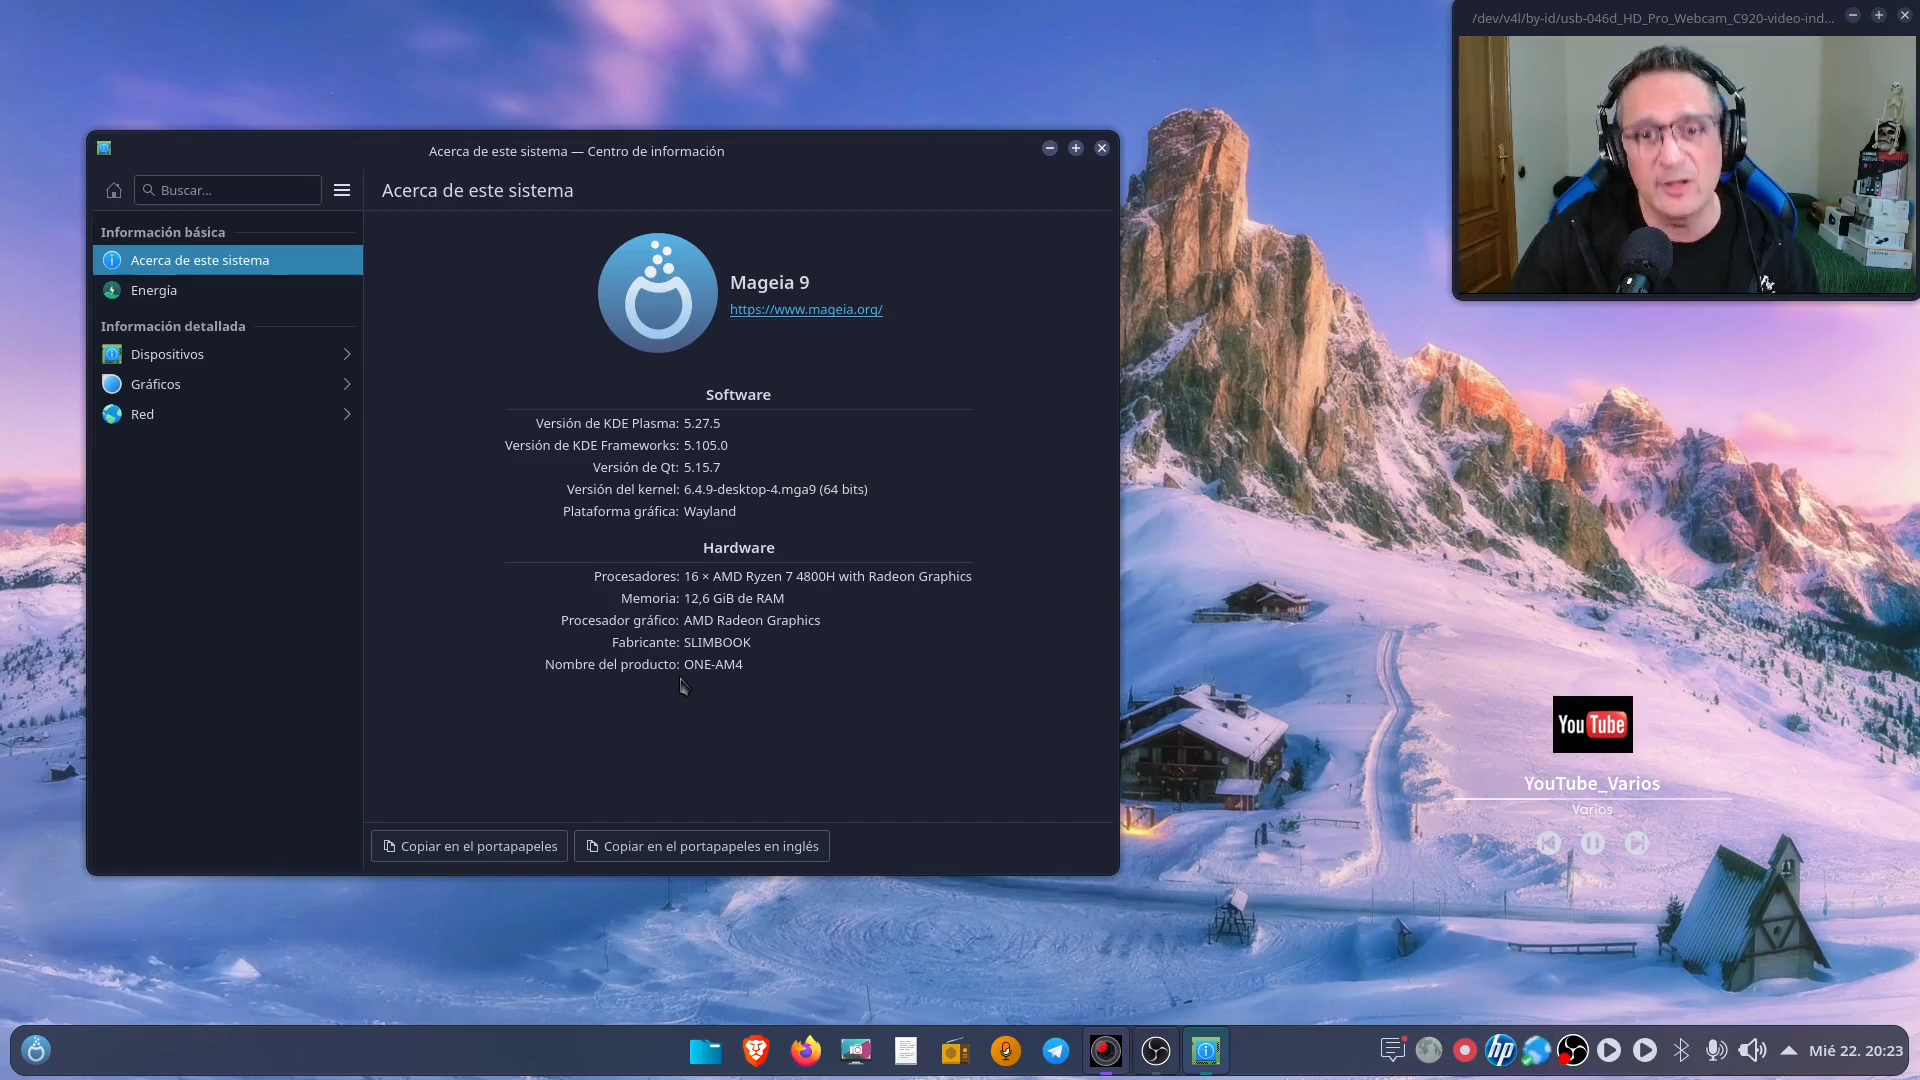 /dev/v4l/by-id/usb-046d_HD_Pro_Webcam_C920-video-ind...
Acerca de este sistema — Centro de información
Buscar...
Acerca de este sistema
Información básica
Acerca de este sistema
Energía
Información detallada
Dispositivos
Gráficos
Red
Mageia 9
https://www.mageia.org/
Software
Versión de KDE Plasma: 5.27.5
Versión de KDE Frameworks: 5.105.0
Versión de Qt: 5.15.7
Versión del kernel: 6.4.9-desktop-4.mga9 (64 bits)
Plataforma gráfica: Wayland
Hardware
Procesadores: 16 × AMD Ryzen 7 4800H with Radeon Graphics
Memoria: 12,6 GiB de RAM
Procesador gráfico: AMD Radeon Graphics
Fabricante: SLIMBOOK
Nombre del producto: ONE-AM4
Copiar en el portapapeles
Copiar en el portapapeles en inglés
YouTube
YouTube_Varios
Varios
hp
Mié 22. 20:23